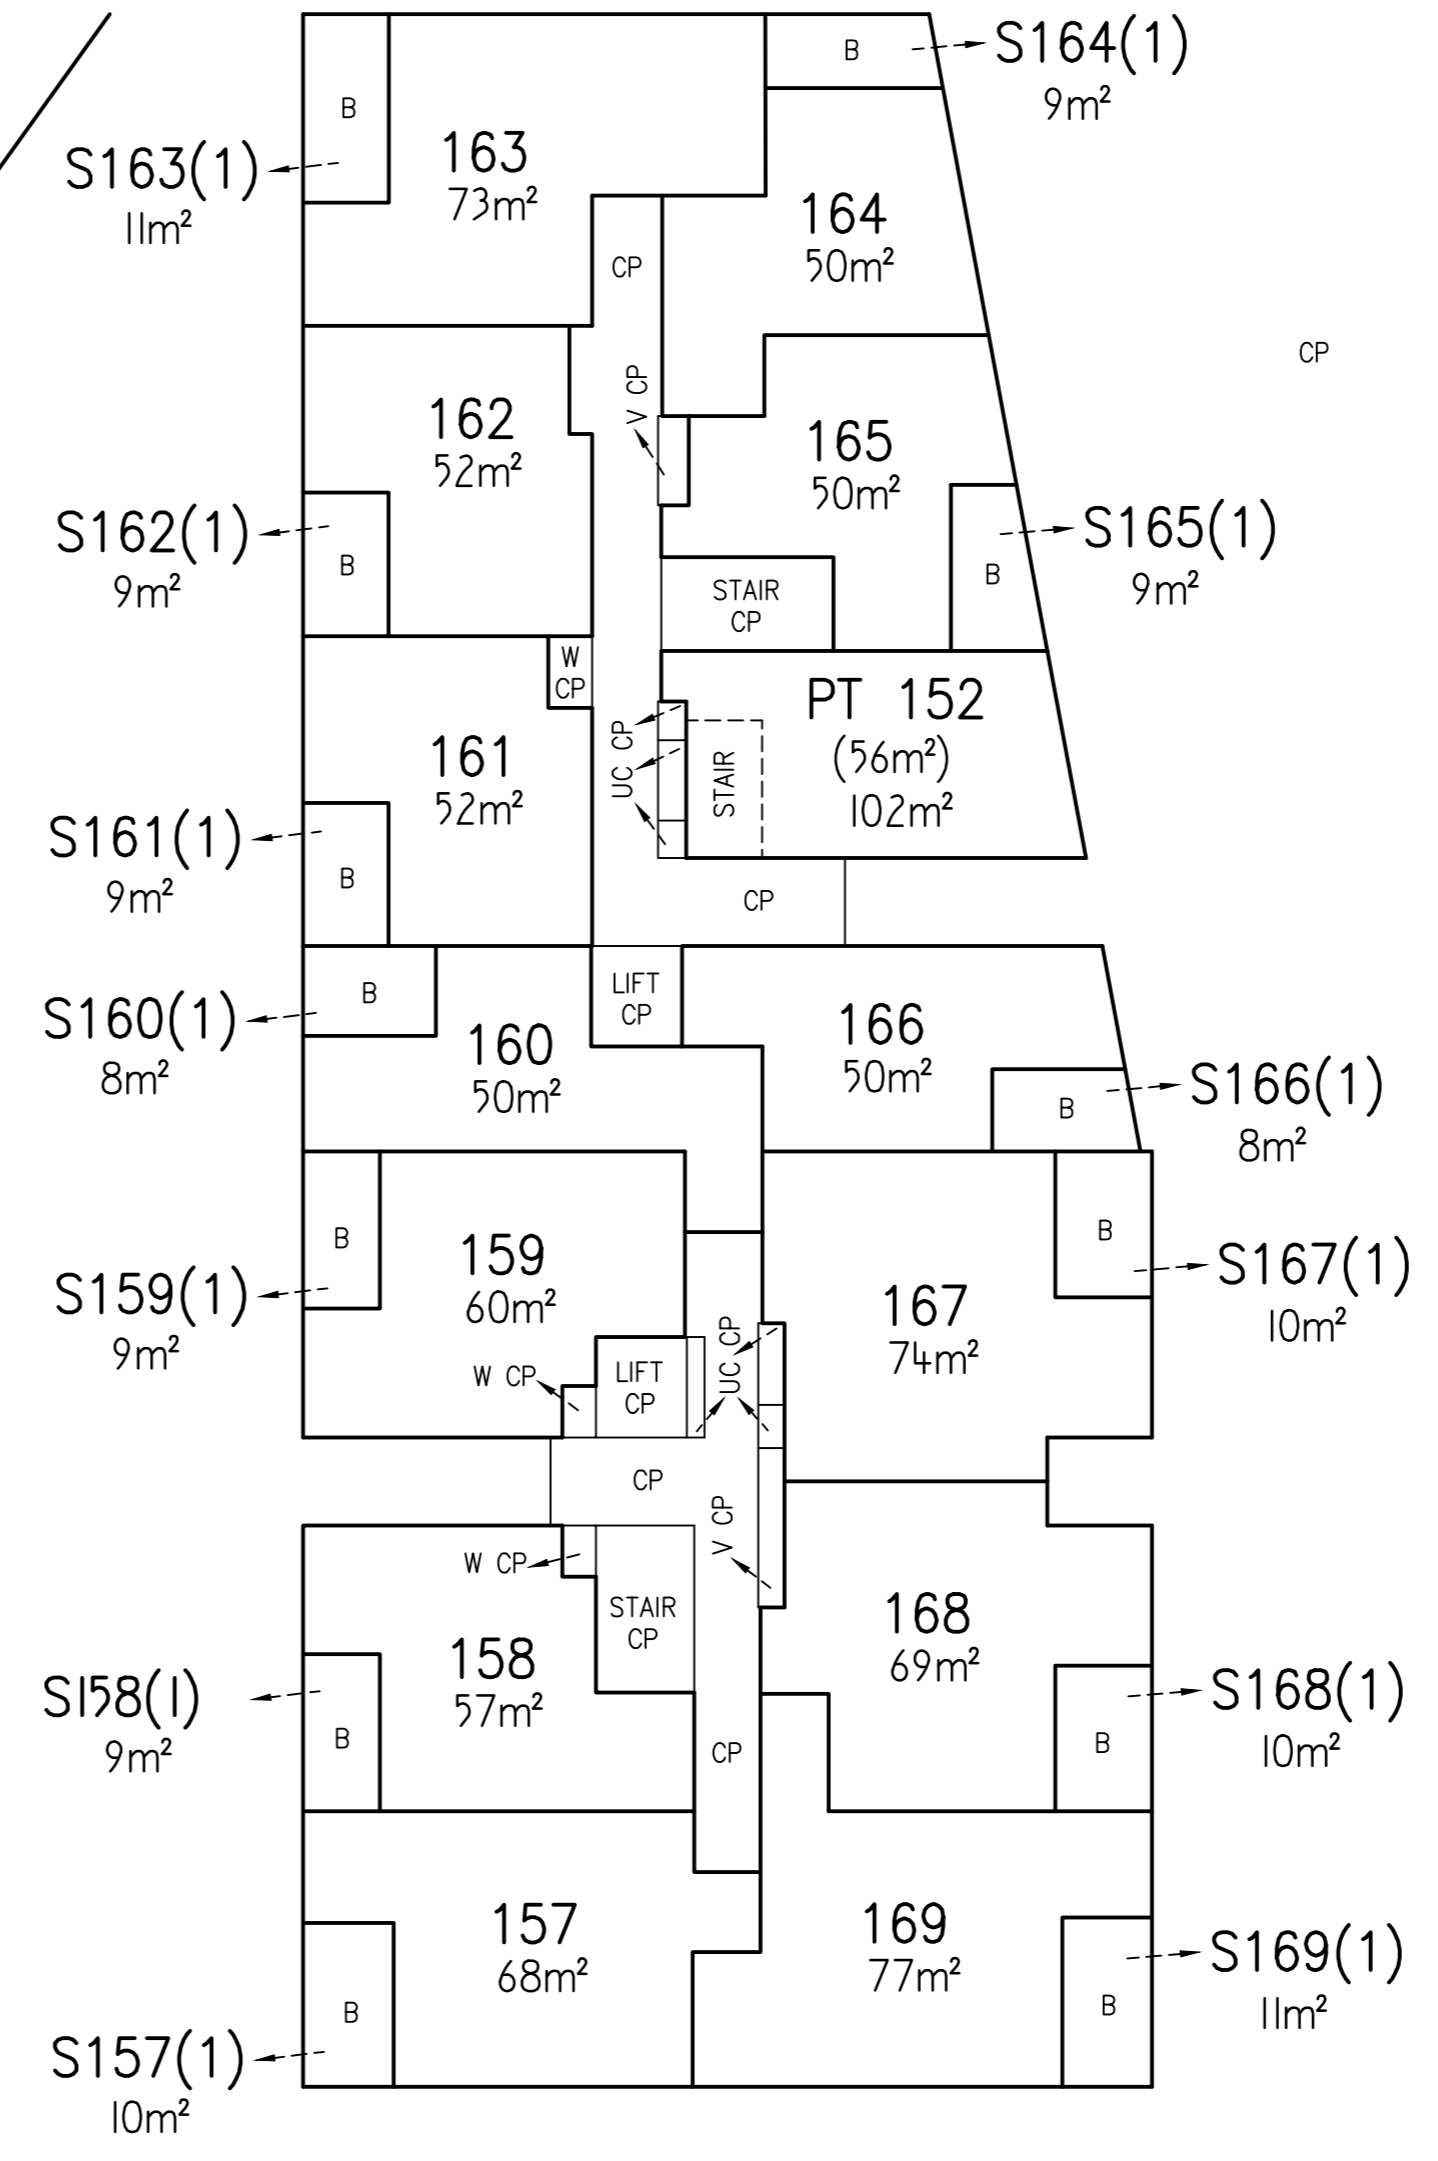 B
S164(1)
9m²
B
163
73m²
S163(1)
11m²
164
50m²
CP
CP
V CP
162
52m²
165
50m²
S162(1)
9m²
B
S165(1)
9m²
B
STAIR
CP
W
CP
PT 152
(56m²)
102m²
UC CP
UC
STAIR
161
52m²
S161(1)
9m²
B
CP
B
LIFT
CP
S160(1)
8m²
160
50m²
166
50m²
B
S166(1)
8m²
B
159
60m²
S159(1)
9m²
B
S167(1)
10m²
167
74m²
UC CP
W CP
LIFT
CP
CP
V CP
W CP
STAIR
CP
168
69m²
158
57m²
S158(1)
9m²
B
S168(1)
10m²
B
CP
157
68m²
169
77m²
S169(1)
11m²
B
B
S157(1)
10m²